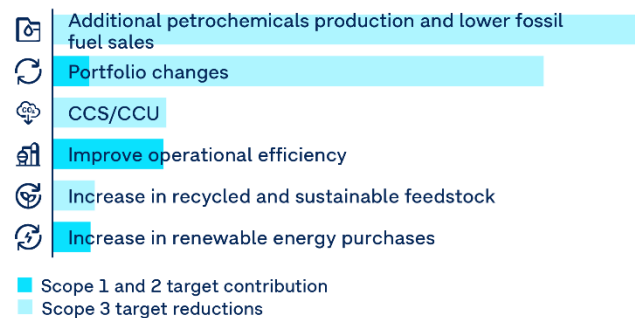 Additional petrochemicals production and lower fossil
fuel sales
Portfolio changes
CO₂
CCS/CCU
Improve operational efficiency
Increase in recycled and sustainable feedstock
Increase in renewable energy purchases
Scope 1 and 2 target contribution
Scope 3 target reductions